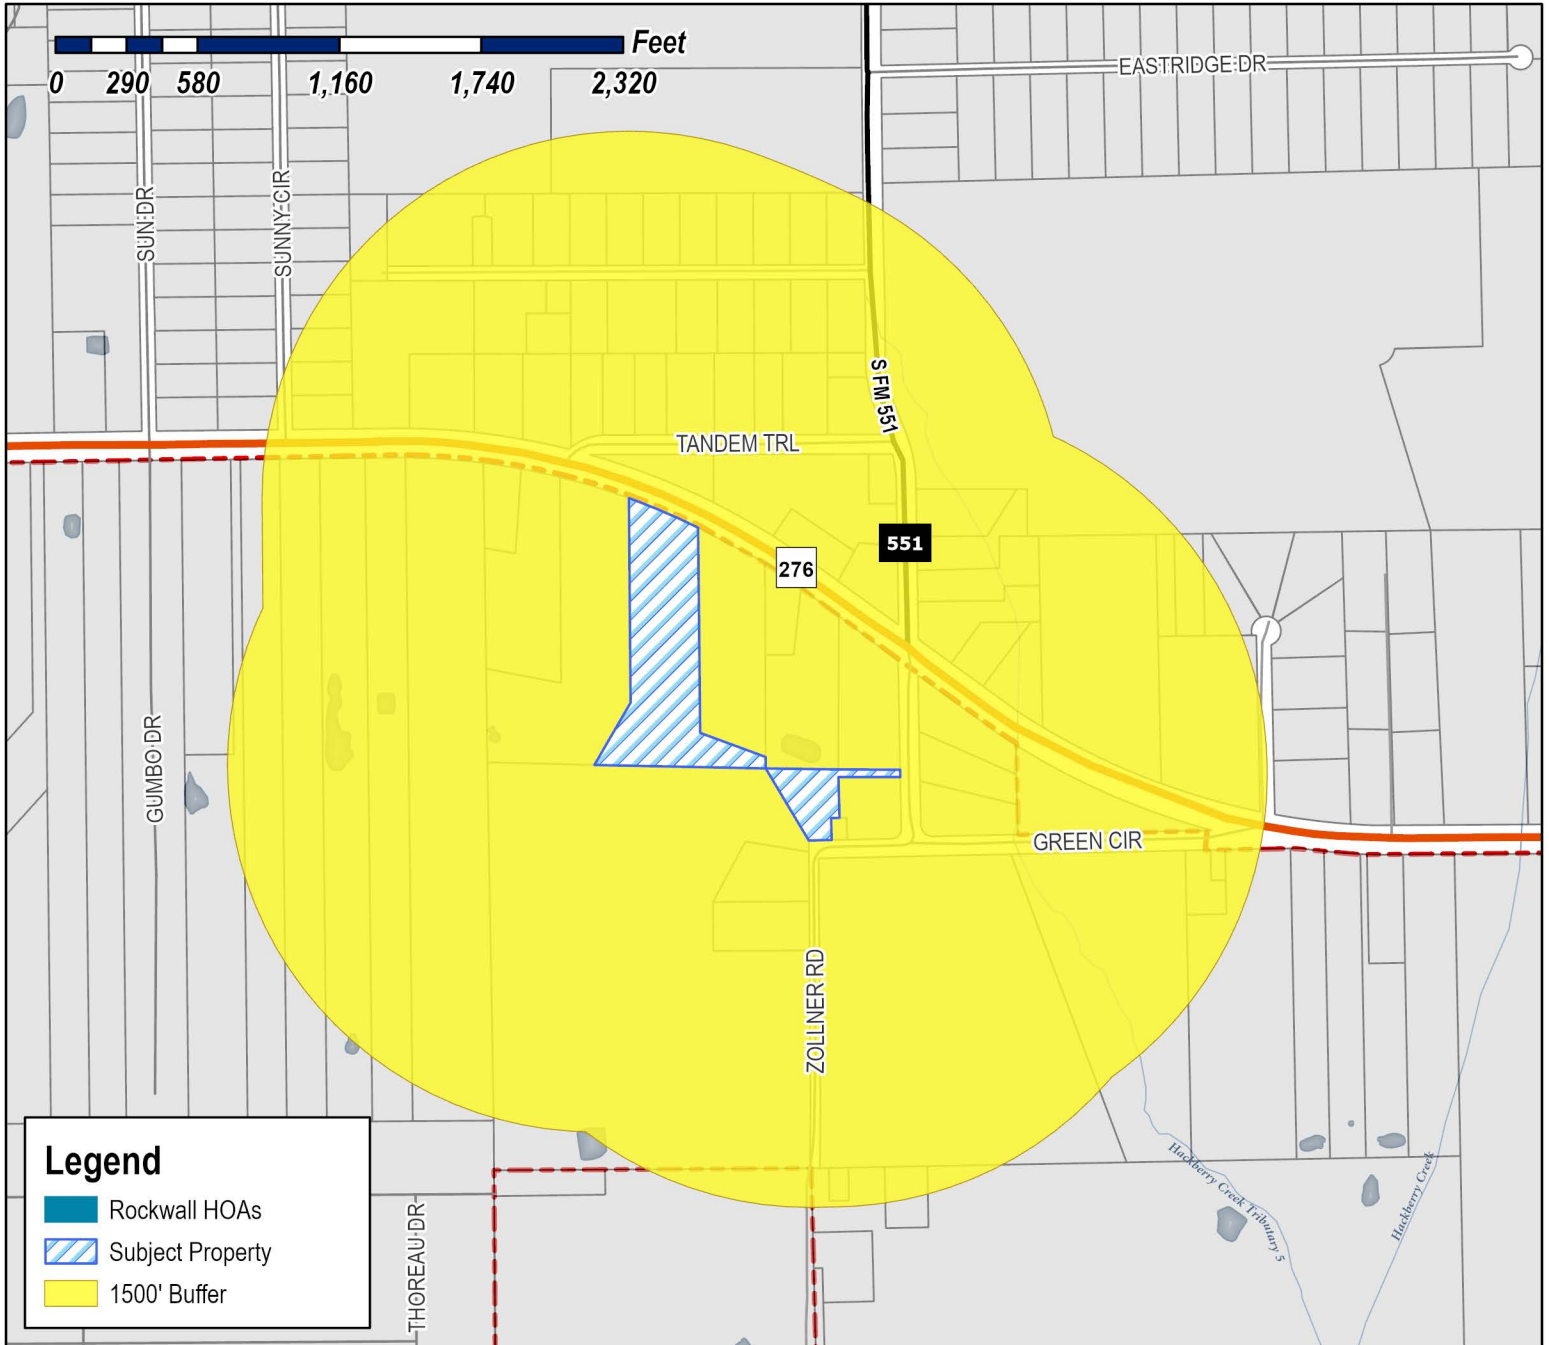 Feet
0 290 580 1,160 1,740 2,320
EASTRIDGE DR
SUN DR
SUNNY CIR
S FM 551
TANDEM TRL
551
276
GUMBO DR
GREEN CIR
ZOLLNER RD
Hackberry Creek Tributary 5
Hackberry Creek
THOREAU DR
Legend
Rockwall HOAs
Subject Property
1500' Buffer